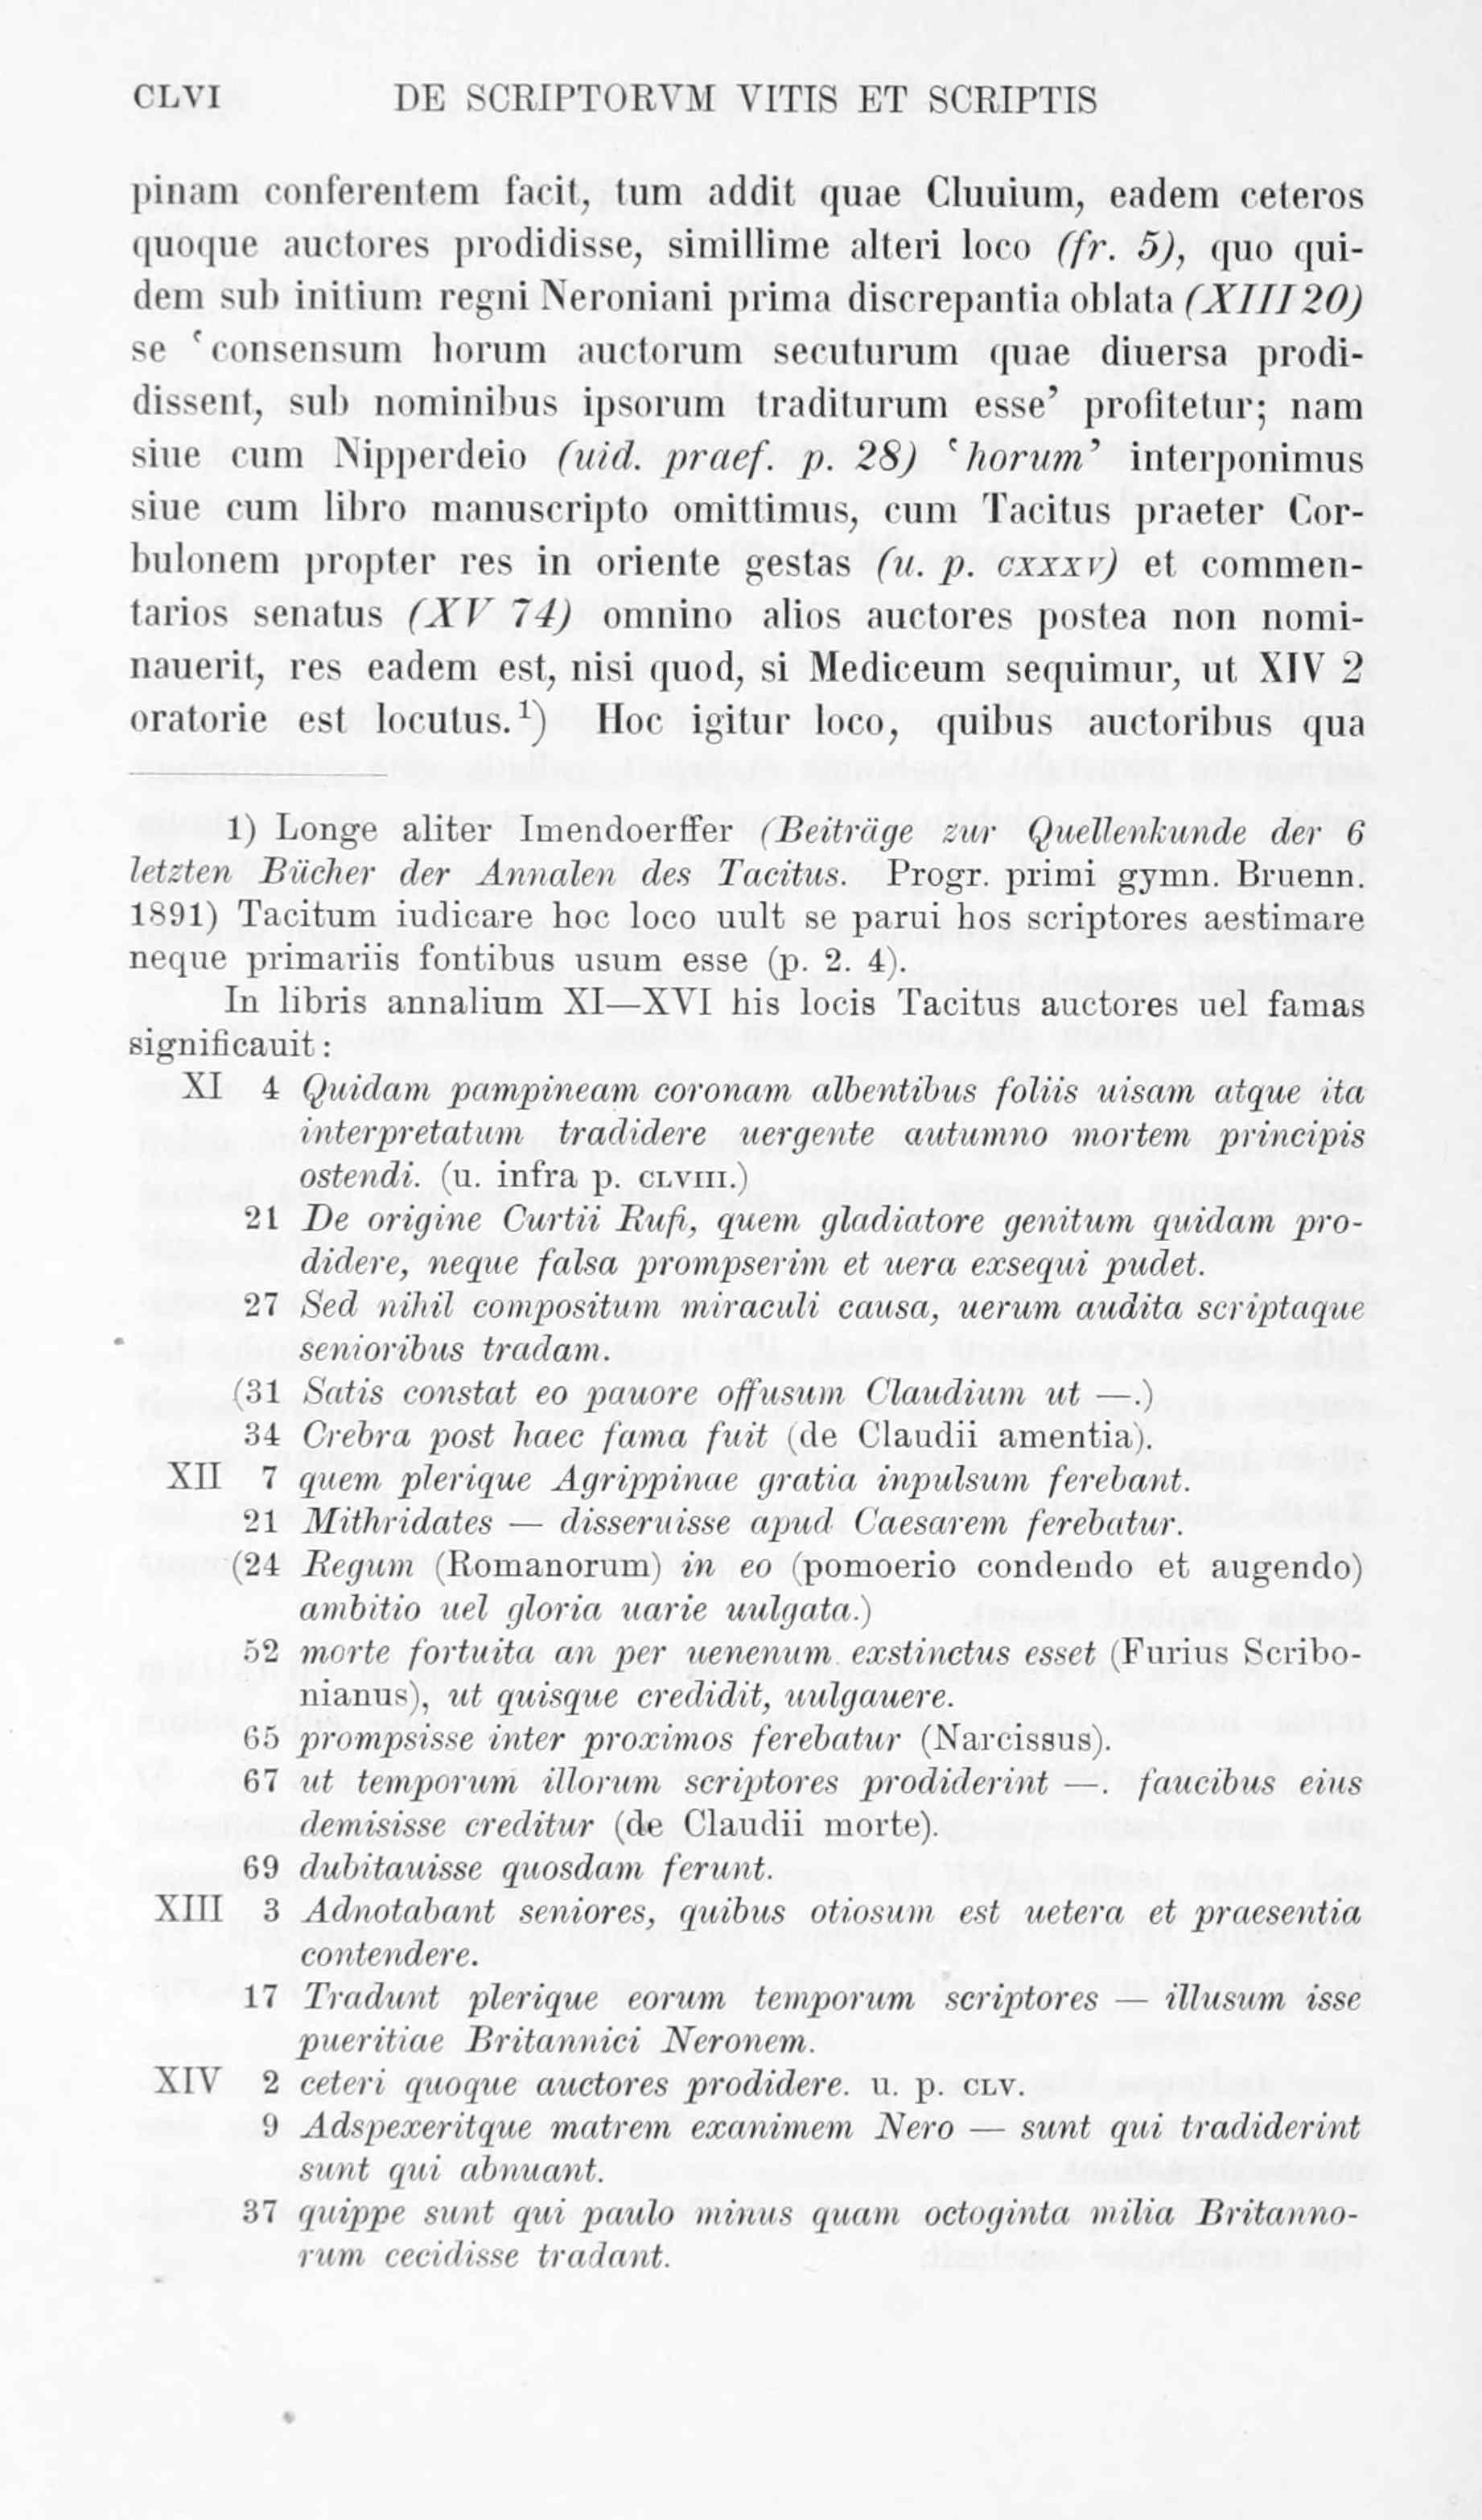 CLVI DE SCRIPTORVM VITIS ET SCRIPTIS
pinam conferentem facit, tum addit quae Cluuium, eadem ceteros
quoque auctores prodidisse, simillime alteri loco (fr. 5), quo qui-
dem sub initium regni Neroniani prima discrepantia oblata (XIII 20)
se ‘consensum horum auctorum secuturum quae diuersa prodi-
dissent, sub nominibus ipsorum traditurum esse’ profitetur; nam
siue cum Nipperdeio (uid. praef. p. 28) ‘horum’ interponimus
siue cum libro manuscripto omittimus, cum Tacitus praeter Cor-
bulonem propter res in oriente gestas (u. p. CXXXV) et commen-
tarios senatus (XV 74) omnino alios auctores postea non nomi-
nauerit, res eadem est, nisi quod, si Mediceum sequimur, ut XIV 2
oratorie est locutus.¹) Hoc igitur loco, quibus auctoribus qua
1) Longe aliter Imendoerffer (Beiträge zur Quellenkunde der 6
letzten Bücher der Annalen des Tacitus. Progr. primi gymn. Bruenn.
1891) Tacitum iudicare hoc loco uult se parui hos scriptores aestimare
neque primariis fontibus usum esse (p. 2. 4).
In libris annalium XI—XVI his locis Tacitus auctores uel famas
significauit:
XI 4 Quidam pampineam coronam albentibus foliis uisam atque ita
interpretatum tradidere uergente autumno mortem principis
ostendi. (u. infra p. CLVIII.)
21 De origine Curtii Rufi, quem gladiatore genitum quidam pro-
didere, neque falsa prompserim et uera exsequi pudet.
27 Sed nihil compositum miraculi causa, uerum audita scriptaque
senioribus tradam.
(31 Satis constat eo pauore offusum Claudium ut —.)
34 Crebra post haec fama fuit (de Claudii amentia).
XII 7 quem plerique Agrippinae gratia inpulsum ferebant.
21 Mithridates — disseruisse apud Caesarem ferebatur.
(24 Regum (Romanorum) in eo (pomoerio condendo et augendo)
ambitio uel gloria uarie uulgata.)
52 morte fortuita an per uenenum exstinctus esset (Furius Scribo-
nianus), ut quisque credidit, uulgauere.
65 prompsisse inter proximos ferebatur (Narcissus).
67 ut temporum illorum scriptores prodiderint —. faucibus eius
demisisse creditur (de Claudii morte).
69 dubitauisse quosdam ferunt.
XIII 3 Adnotabant seniores, quibus otiosum est uetera et praesentia
contendere.
17 Tradunt plerique eorum temporum scriptores — illusum isse
pueritiae Britannici Neronem.
XIV 2 ceteri quoque auctores prodidere. u. p. CLV.
9 Adspexeritque matrem exanimem Nero — sunt qui tradiderint
sunt qui abnuant.
37 quippe sunt qui paulo minus quam octoginta milia Britanno-
rum cecidisse tradant.